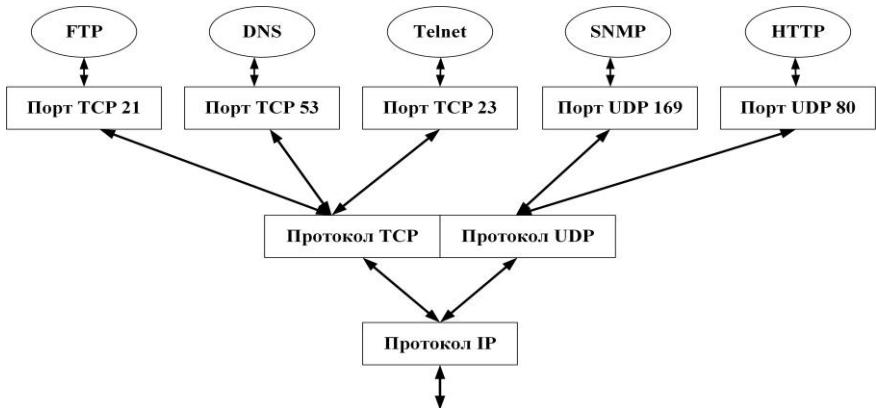 FTP
DNS
Telnet
SNMP
HTTP
Порт TCP 21
Порт TCP 53
Порт TCP 23
Порт UDP 169
Порт UDP 80
Протокол TCP
Протокол UDP
Протокол IP